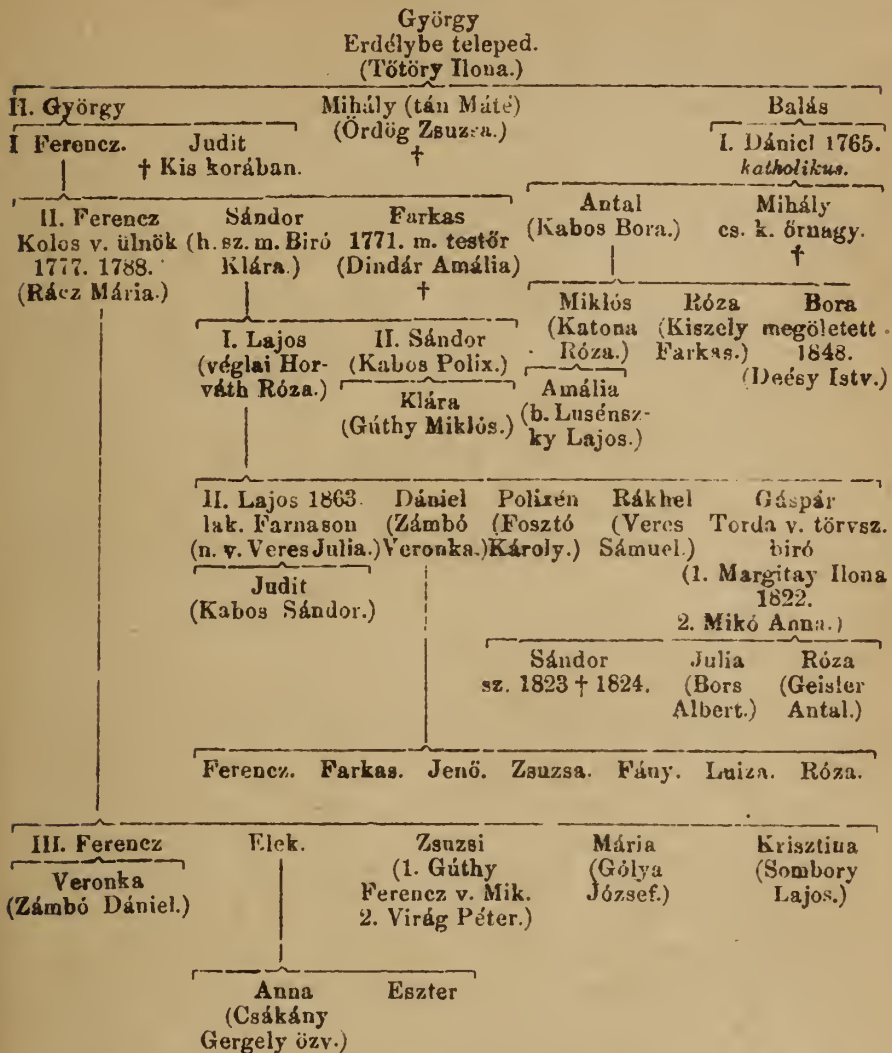 György
Erdélybe teleped.
(Tőtöry Ilona.)
II. György Mihály (tán Máté) Balás
(Ördög Zsuzsa.)
I Ferencz. Judit I. Dániel 1765.
† Kis korában. † katholikus.
II. Ferencz Sándor Farkas Antal Mihály
Kolos v. ülnök (h. sz. m. Biró 1771. m. testőr (Kabos Bora.) cs. k. őrnagy.
1777. 1788. Klára.) (Dindár Amália) †
(Rácz Mária.) †
Miklós Róza Bora
(Katona (Kiszely megöletett
Róza.) Farkas.) 1848.
(Deésy Istv.)
I. Lajos II. Sándor
(véglai Hor- (Kabos Polix.)
váth Róza.)
Klára Amália
(Gúthy Miklós.) (b. Lusénsz-
ky Lajos.)
II. Lajos 1863 Dániel Polixén Rákhel Gáspár
lak. Farnason (Zámbó (Fosztó (Veres Torda v. törvsz.
(n. v. Veres Julia.) Veronka.) Károly.) Sámuel.) biró
Judit (1. Margitay Ilona
(Kabos Sándor.) 1822.
2. Mikó Anna.)
Sándor Julia Róza
sz. 1823 † 1824. (Bors (Geisler
Albert.) Antal.)
Ferencz. Farkas. Jenő. Zsuzsa. Fány. Luiza. Róza.
III. Ferencz Elek. Zsuzsi Mária Krisztina
Veronka (1. Gúthy (Gólya (Sombory
(Zámbó Dániel.) Ferencz v. Mik. József.) Lajos.)
2. Virág Péter.)
Anna Eszter
(Csákány
Gergely özv.)